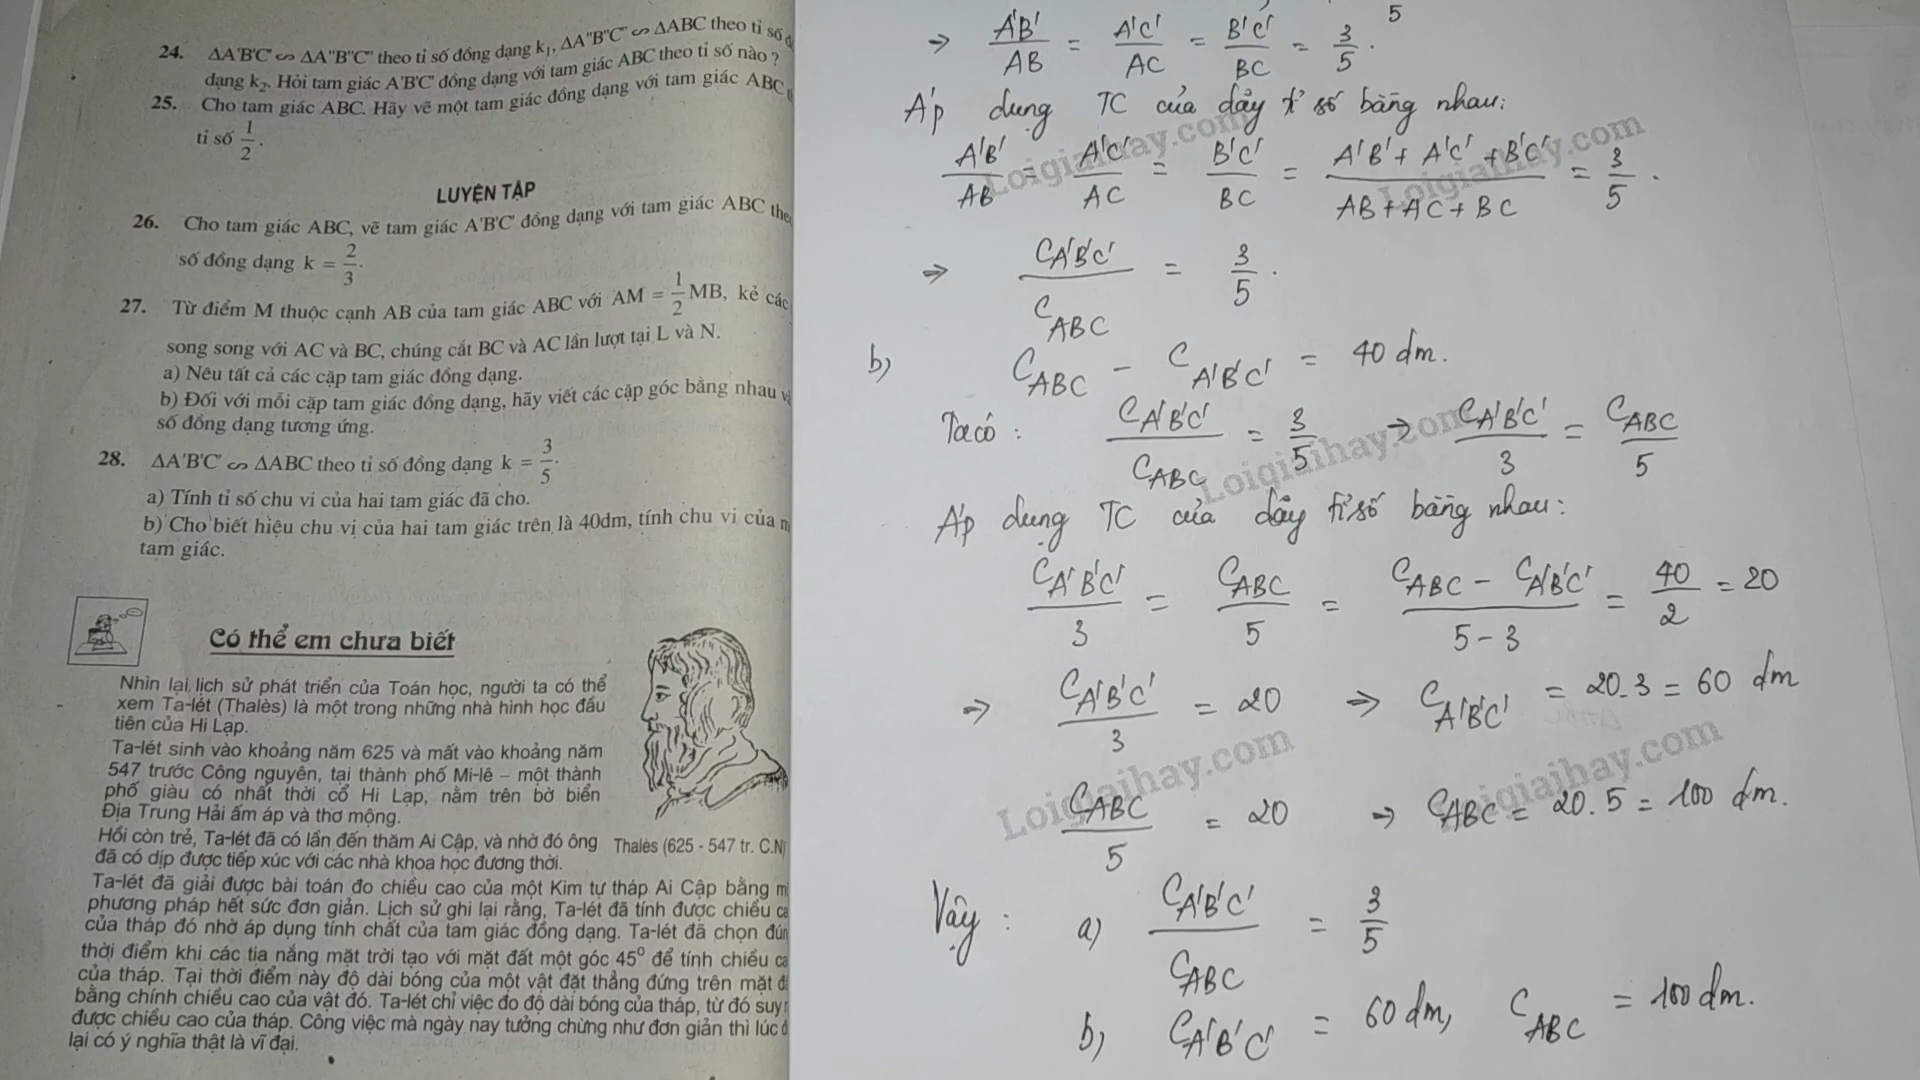 24. ΔA'B'C' ∽ ΔA"B"C" theo tỉ số đồng dạng k₁, ΔA"B"C" ∽ ΔABC theo tỉ số
dạng k₂. Hỏi tam giác A'B'C' đồng dạng với tam giác ABC theo tỉ số nào ?
25. Cho tam giác ABC. Hãy vẽ một tam giác đồng dạng với tam giác ABC
tỉ số 1/2.
LUYỆN TẬP
26. Cho tam giác ABC, vẽ tam giác A'B'C' đồng dạng với tam giác ABC
số đồng dạng k = 2/3.
27. Từ điểm M thuộc cạnh AB của tam giác ABC với AM = 1/2 MB, kẻ các
song song với AC và BC, chúng cắt BC và AC lần lượt tại L và N.
a) Nêu tất cả các cặp tam giác đồng dạng.
b) Đối với mỗi cặp tam giác đồng dạng, hãy viết các cặp góc bằng nhau
số đồng dạng tương ứng.
28. ΔA'B'C' ∽ ΔABC theo tỉ số đồng dạng k = 3/5.
a) Tính tỉ số chu vi của hai tam giác đã cho.
b) Cho biết hiệu chu vi của hai tam giác trên là 40dm, tính chu vi của
tam giác.
Có thể em chưa biết
Nhìn lại lịch sử phát triển của Toán học, người ta có thể
xem Ta-lét (Thalès) là một trong những nhà hình học đầu
tiên của Hi Lạp.
Ta-lét sinh vào khoảng năm 625 và mất vào khoảng năm
547 trước Công nguyên, tại thành phố Mi-lê – một thành
phố giàu có nhất thời cổ Hi Lạp, nằm trên bờ biển
Địa Trung Hải ấm áp và thơ mộng.
Hồi còn trẻ, Ta-lét đã có lần đến thăm Ai Cập, và nhờ đó ông
đã có dịp được tiếp xúc với các nhà khoa học đương thời.
Thalès (625 - 547 tr. C.N)
Ta-lét đã giải được bài toán đo chiều cao của một Kim tự tháp Ai Cập bằng
phương pháp hết sức đơn giản. Lịch sử ghi lại rằng, Ta-lét đã tính được chiều
của tháp đó nhờ áp dụng tính chất của tam giác đồng dạng. Ta-lét đã chọn
thời điểm khi các tia nắng mặt trời tạo với mặt đất một góc 45° để tính chiều
của tháp. Tại thời điểm này độ dài bóng của một vật đặt thẳng đứng trên mặt
bằng chính chiều cao của vật đó. Ta-lét chỉ việc đo độ dài bóng của tháp, từ đó suy
được chiều cao của tháp. Công việc mà ngày nay tưởng chừng như đơn giản thì lúc
lại có ý nghĩa thật là vĩ đại.
5
⇒ A'B'/AB = A'C'/AC = B'C'/BC = 3/5.
Áp dụng TC của dãy tỉ số bằng nhau:
A'B'/AB = A'C'/AC = B'C'/BC = (A'B' + A'C' + B'C')/(AB + AC + BC) = 3/5.
⇒ C_A'B'C'/C_ABC = 3/5.
b) C_ABC - C_A'B'C' = 40 dm.
Ta có: C_A'B'C'/C_ABC = 3/5 ⇒ C_A'B'C'/3 = C_ABC/5
Áp dụng TC của dãy tỉ số bằng nhau:
C_A'B'C'/3 = C_ABC/5 = (C_ABC - C_A'B'C')/(5-3) = 40/2 = 20
⇒ C_A'B'C'/3 = 20 ⇒ C_A'B'C' = 20.3 = 60 dm
C_ABC/5 = 20 ⇒ C_ABC = 20.5 = 100 dm.
Vậy: a) C_A'B'C'/C_ABC = 3/5
b) C_A'B'C' = 60 dm, C_ABC = 100 dm.
Loigiaihay.com
Loigiaihay.com
Loigiaihay.com
Loigiaihay.com
Loigiaihay.com